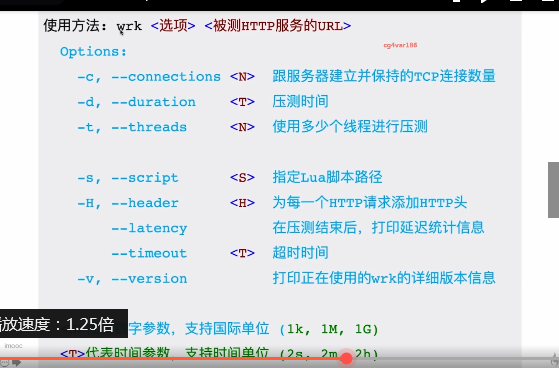 使用方法: wrk <选项> <被测HTTP服务的URL>
cg4var186
Options:
-c, --connections <N> 跟服务器建立并保持的TCP连接数量
-d, --duration <T> 压测时间
-t, --threads <N> 使用多少个线程进行压测
-s, --script <S> 指定Lua脚本路径
-H, --header <H> 为每一个HTTP请求添加HTTP头
--latency 在压测结束后，打印延迟统计信息
--timeout <T> 超时时间
-v, --version 打印正在使用的wrk的详细版本信息
放速度：1.25倍
字参数，支持国际单位 (1k, 1M, 1G)
imooc
<T>代表时间参数，支持时间单位 (2s, 2m, 2h)